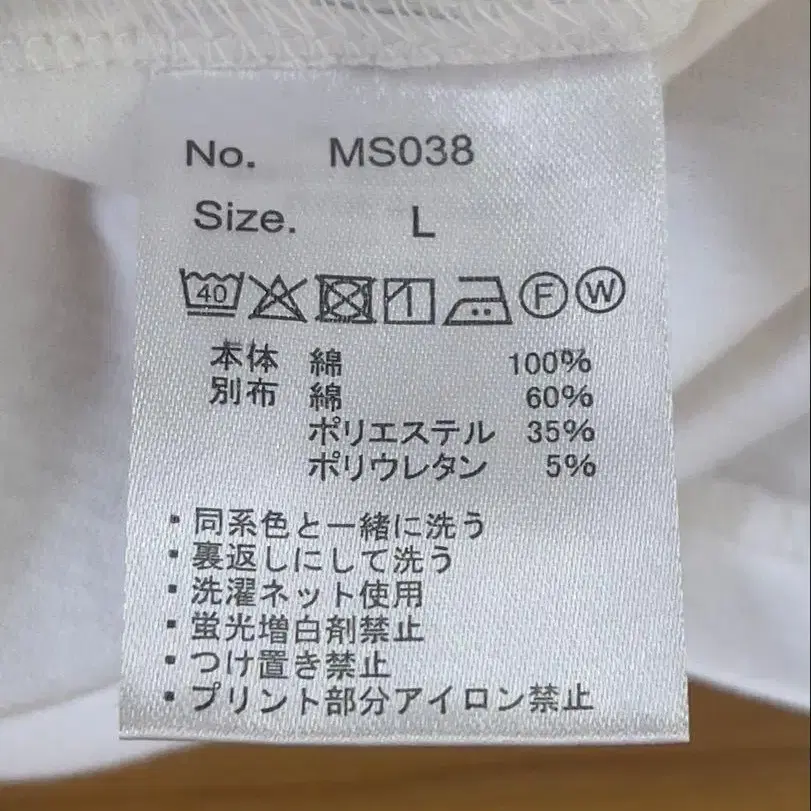 No. MS038
Size. L
40 F W
本体 綿 100%
別布 綿 60%
ポリエステル 35%
ポリウレタン 5%
・同系色と一緒に洗う
・裏返しにして洗う
・洗濯ネット使用
・蛍光増白剤禁止
・つけ置き禁止
・プリント部分アイロン禁止